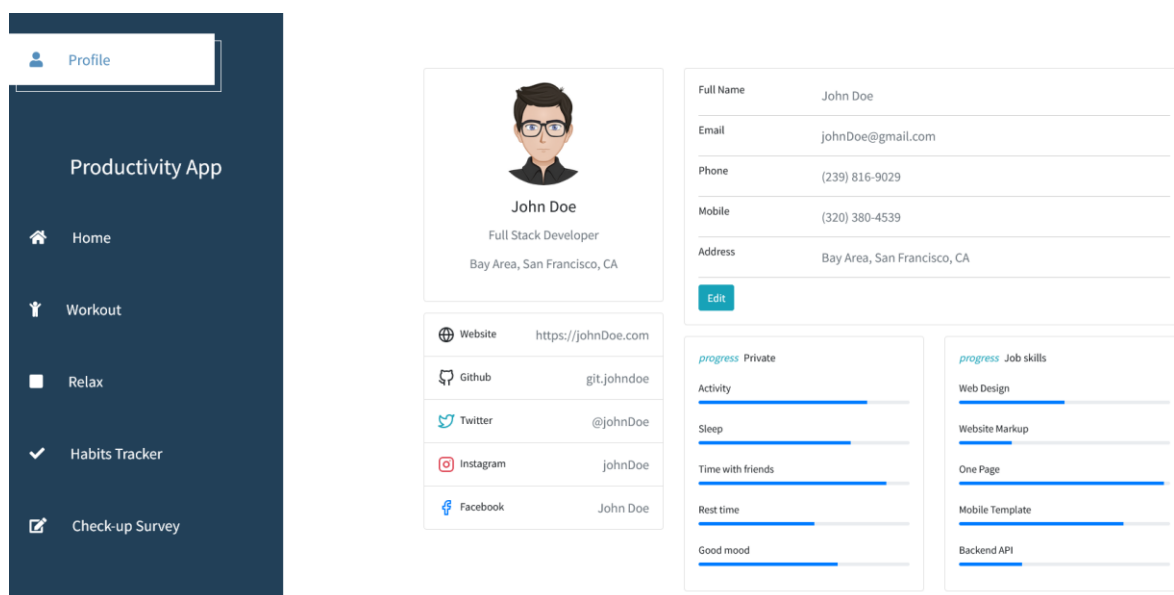 Profile
Productivity App
Home
Workout
Relax
Habits Tracker
Check-up Survey
John Doe
Full Stack Developer
Bay Area, San Francisco, CA
Website https://johnDoe.com
Github git.johndoe
Twitter @johnDoe
Instagram johnDoe
Facebook John Doe
Full Name John Doe
Email johnDoe@gmail.com
Phone (239) 816-9029
Mobile (320) 380-4539
Address Bay Area, San Francisco, CA
Edit
progress Private
Activity
Sleep
Time with friends
Rest time
Good mood
progress Job skills
Web Design
Website Markup
One Page
Mobile Template
Backend API